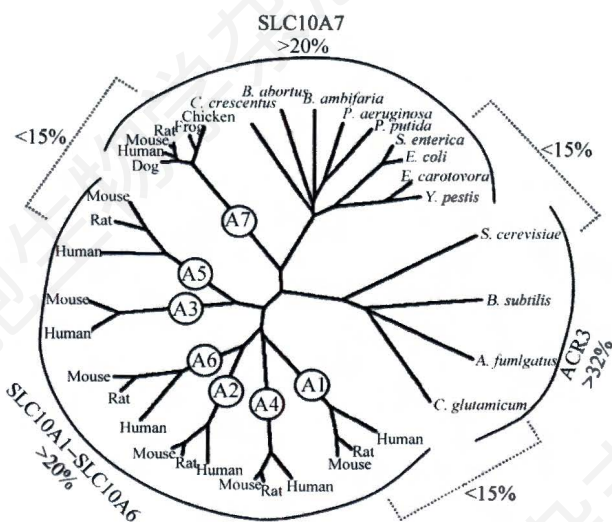 SLC10A7
>20%
B. abortus
B. ambifaria
C. crescentus
P. aeruginosa
Chicken
Frog
Rat
P. putida
Mouse
S. enterica
Human
E. coli
Dog
E. carotovora
Y. pestis
<15%
<15%
Mouse
Rat
A7
Human
S. cerevisiae
A5
Mouse
A3
B. subtilis
Human
A6
A2
A4
A1
A. fumlgatus
ACR3
>32%
Mouse
Rat
Human
C. glutamicum
Mouse
Rat
Human
Mouse
Rat
Human
Human
Mouse
Rat
SLC10A1–SLC10A6
>20%
<15%